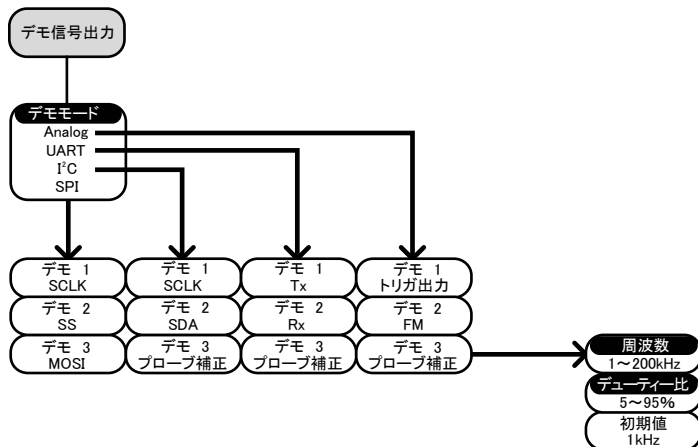 デモ信号出力
デモモード
Analog
UART
I²C
SPI
デモ 1
SCLK
デモ 2
SS
デモ 3
MOSI
デモ 1
SCLK
デモ 2
SDA
デモ 3
プローブ補正
デモ 1
Tx
デモ 2
Rx
デモ 3
プローブ補正
デモ 1
トリガ出力
デモ 2
FM
デモ 3
プローブ補正
周波数
1～200kHz
デューティー比
5～95%
初期値
1kHz